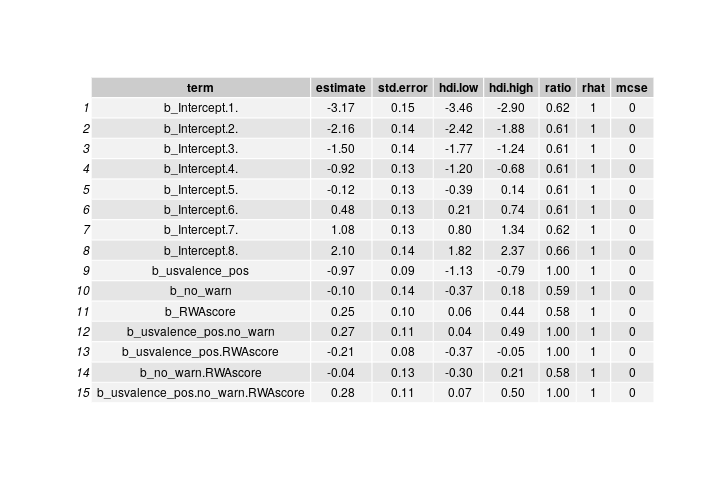 term estimate std.error hdi.low hdi.high ratio rhat mcse
1 b_Intercept.1. -3.17 0.15 -3.46 -2.90 0.62 1 0
2 b_Intercept.2. -2.16 0.14 -2.42 -1.88 0.61 1 0
3 b_Intercept.3. -1.50 0.14 -1.77 -1.24 0.61 1 0
4 b_Intercept.4. -0.92 0.13 -1.20 -0.68 0.61 1 0
5 b_Intercept.5. -0.12 0.13 -0.39 0.14 0.61 1 0
6 b_Intercept.6. 0.48 0.13 0.21 0.74 0.61 1 0
7 b_Intercept.7. 1.08 0.13 0.80 1.34 0.62 1 0
8 b_Intercept.8. 2.10 0.14 1.82 2.37 0.66 1 0
9 b_usvalence_pos -0.97 0.09 -1.13 -0.79 1.00 1 0
10 b_no_warn -0.10 0.14 -0.37 0.18 0.59 1 0
11 b_RWAscore 0.25 0.10 0.06 0.44 0.58 1 0
12 b_usvalence_pos.no_warn 0.27 0.11 0.04 0.49 1.00 1 0
13 b_usvalence_pos.RWAscore -0.21 0.08 -0.37 -0.05 1.00 1 0
14 b_no_warn.RWAscore -0.04 0.13 -0.30 0.21 0.58 1 0
15 b_usvalence_pos.no_warn.RWAscore 0.28 0.11 0.07 0.50 1.00 1 0